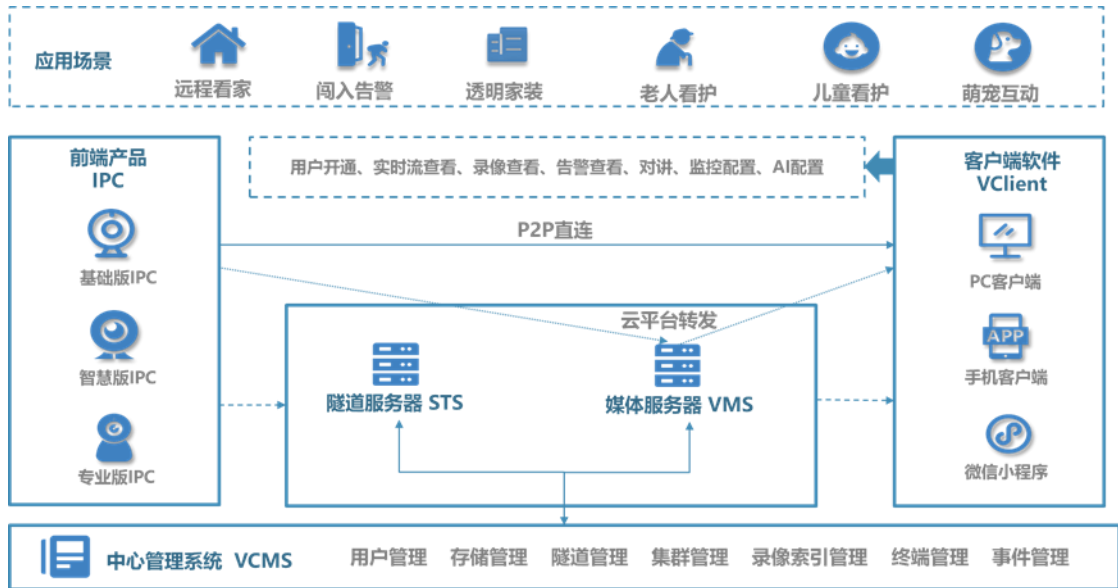 应用场景
远程看家
闯入告警
透明家装
老人看护
儿童看护
萌宠互动
前端产品
IPC
基础版IPC
智慧版IPC
专业版IPC
用户开通、实时流查看、录像查看、告警查看、对讲、监控配置、AI配置
P2P直连
云平台转发
隧道服务器 STS
媒体服务器 VMS
客户端软件
VClient
PC客户端
APP
手机客户端
微信小程序
中心管理系统 VCMS
用户管理 存储管理 隧道管理 集群管理 录像索引管理 终端管理 事件管理